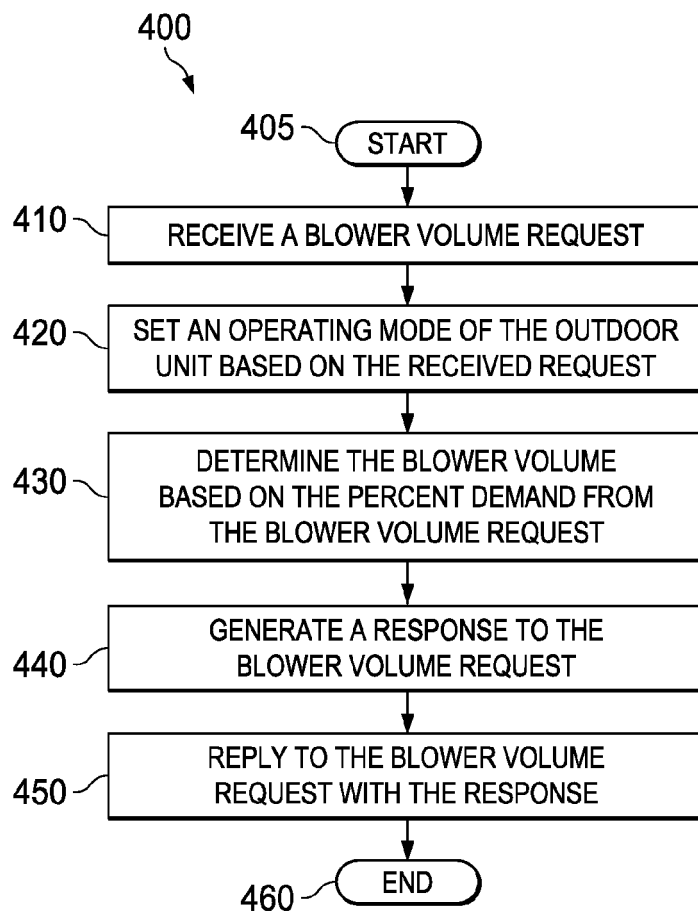 400
405
START
410
RECEIVE A BLOWER VOLUME REQUEST
420
SET AN OPERATING MODE OF THE OUTDOOR
UNIT BASED ON THE RECEIVED REQUEST
430
DETERMINE THE BLOWER VOLUME
BASED ON THE PERCENT DEMAND FROM
THE BLOWER VOLUME REQUEST
440
GENERATE A RESPONSE TO THE
BLOWER VOLUME REQUEST
450
REPLY TO THE BLOWER VOLUME
REQUEST WITH THE RESPONSE
460
END